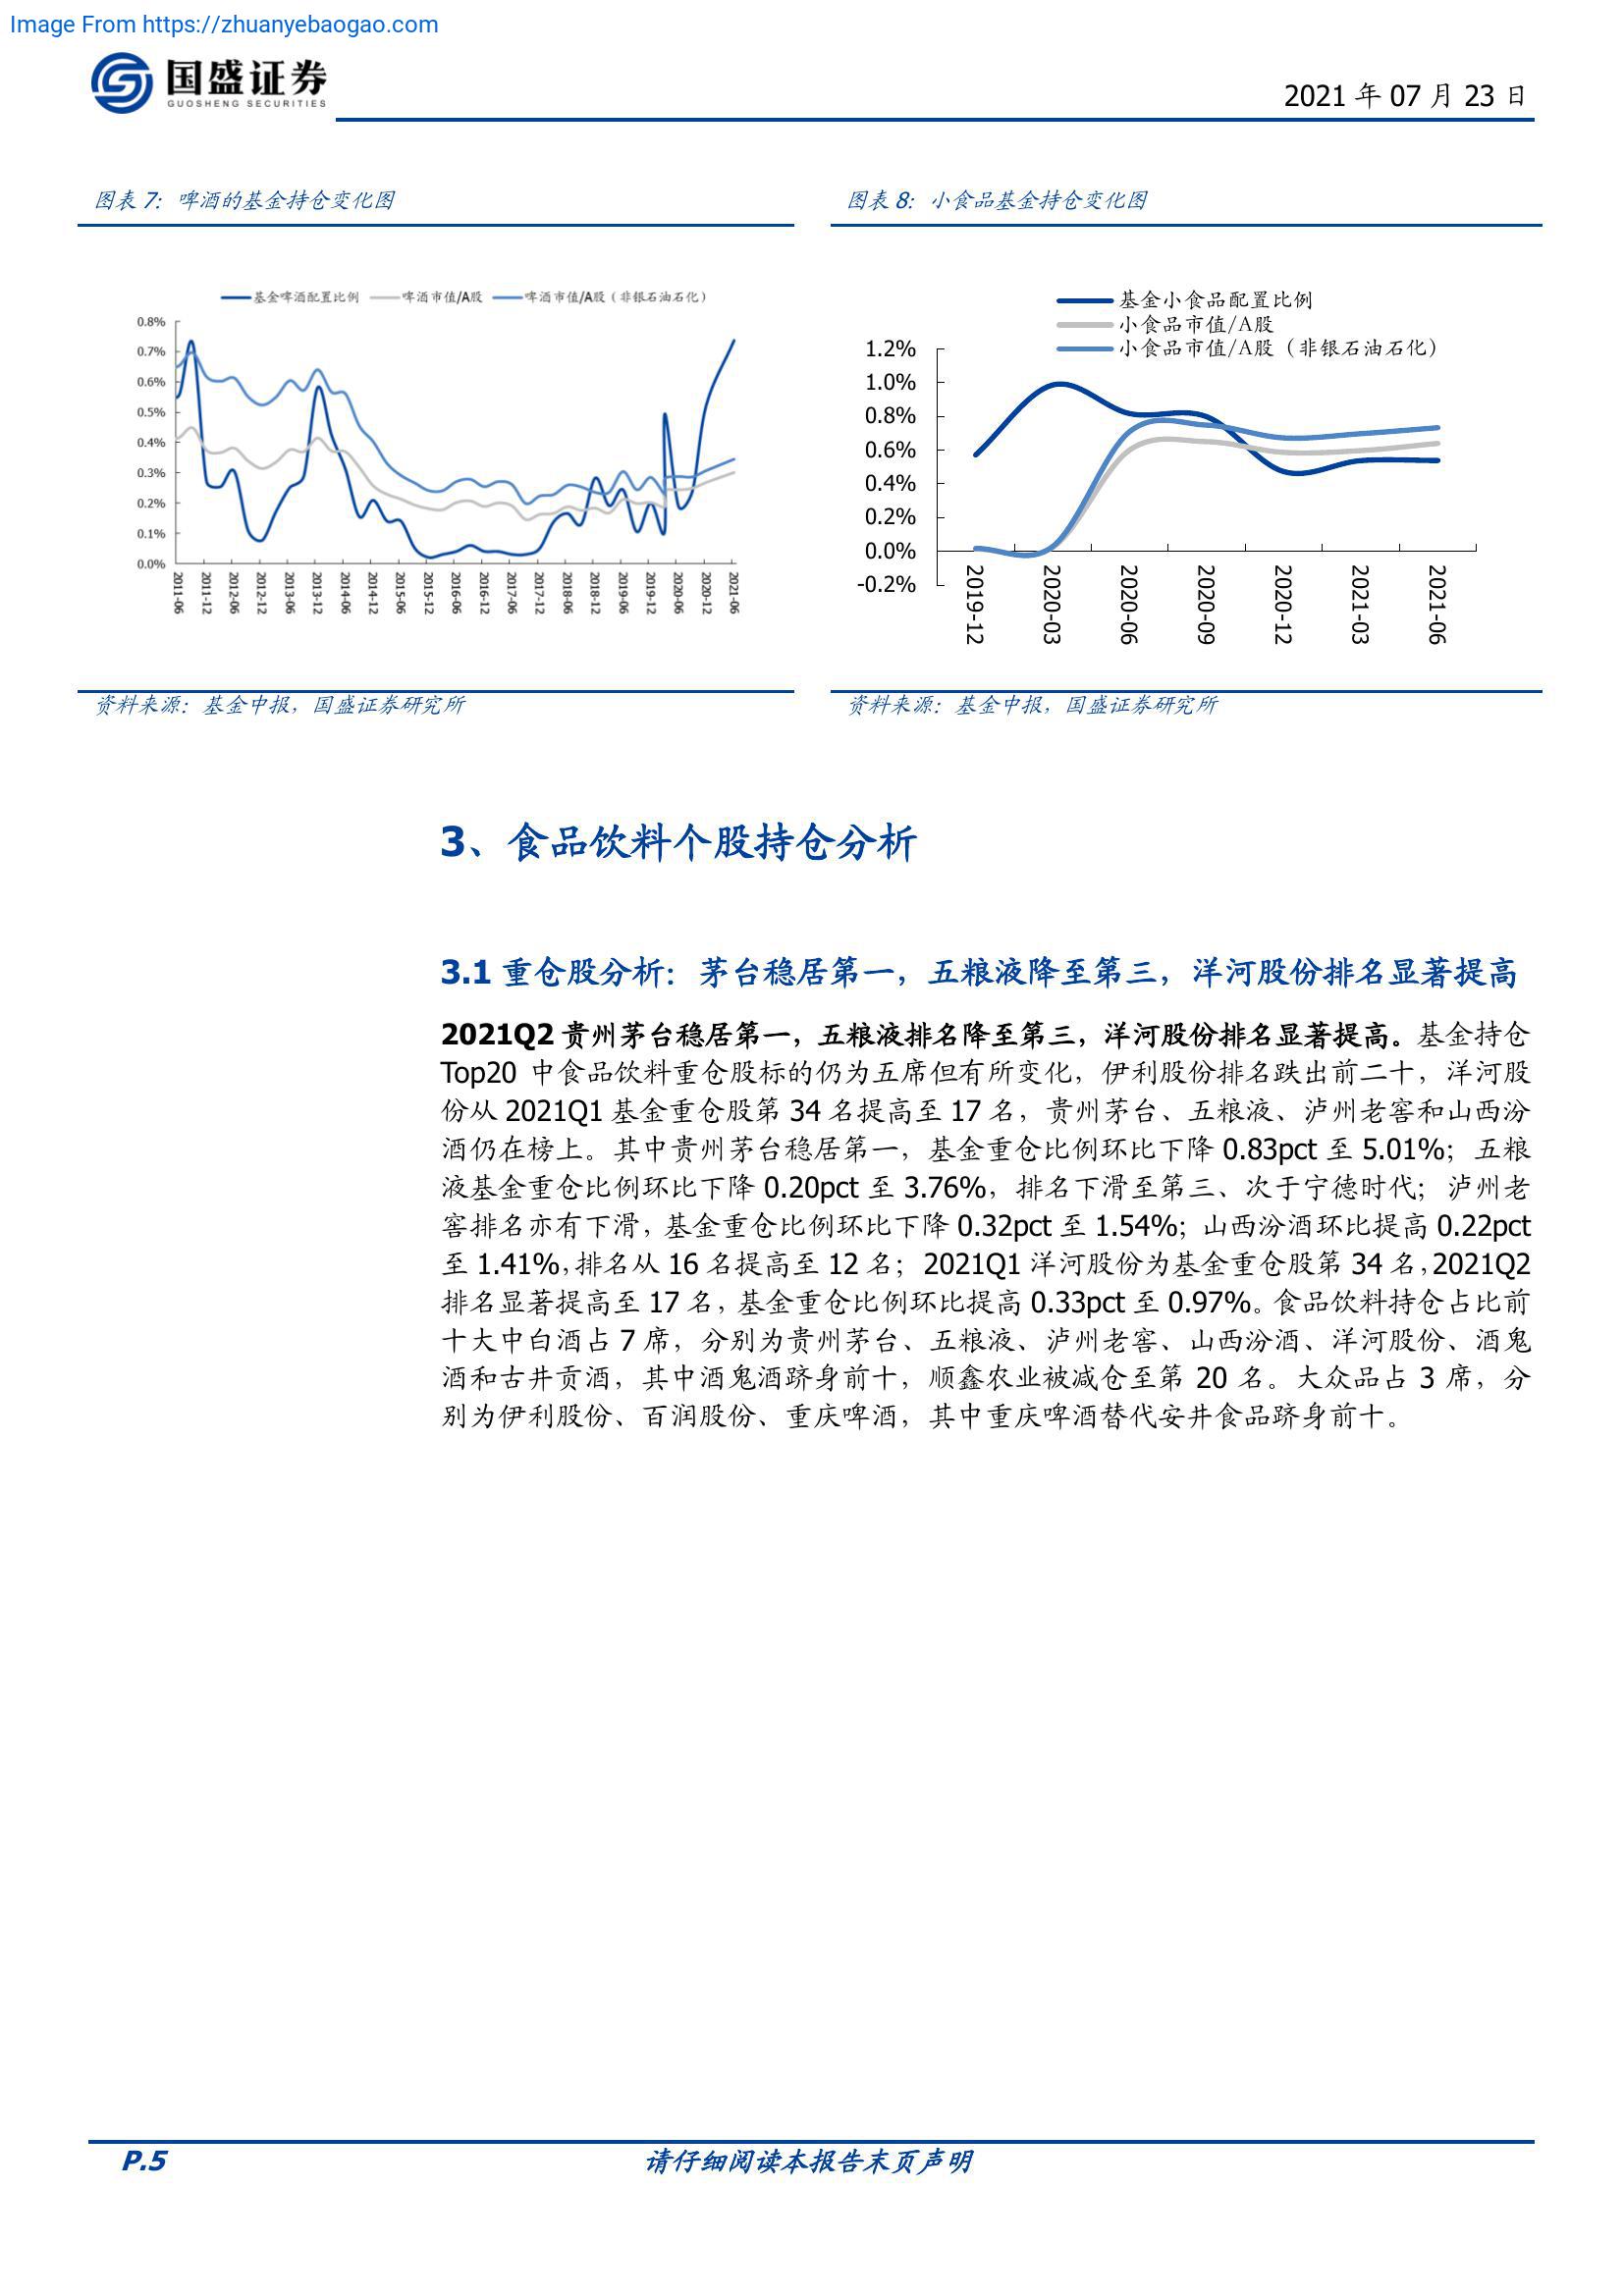 Image From https://zhuanyebaogao.com
国盛证券
GUOSHENG SECURITIES
2021 年 07 月 23 日
图表 7：啤酒的基金持仓变化图
图表 8：小食品基金持仓变化图
基金啤酒配置比例 啤酒市值/A股 啤酒市值/A股（非银石油石化）
0.8%
0.7%
0.6%
0.5%
0.4%
0.3%
0.2%
0.1%
0.0%
2011-06
2011-12
2012-06
2012-12
2013-06
2013-12
2014-06
2014-12
2015-06
2015-12
2016-06
2016-12
2017-06
2017-12
2018-06
2018-12
2019-06
2019-12
2020-06
2020-12
2021-06
基金小食品配置比例
小食品市值/A股
小食品市值/A股（非银石油石化）
1.2%
1.0%
0.8%
0.6%
0.4%
0.2%
0.0%
-0.2%
2019-12
2020-03
2020-06
2020-09
2020-12
2021-03
2021-06
资料来源：基金中报，国盛证券研究所
资料来源：基金中报，国盛证券研究所
3、食品饮料个股持仓分析
3.1 重仓股分析：茅台稳居第一，五粮液降至第三，洋河股份排名显著提高
2021Q2 贵州茅台稳居第一，五粮液排名降至第三，洋河股份排名显著提高。基金持仓
Top20 中食品饮料重仓股标的仍为五席但有所变化，伊利股份排名跌出前二十，洋河股
份从 2021Q1 基金重仓股第 34 名提高至 17 名，贵州茅台、五粮液、泸州老窖和山西汾
酒仍在榜上。其中贵州茅台稳居第一，基金重仓比例环比下降 0.83pct 至 5.01%；五粮
液基金重仓比例环比下降 0.20pct 至 3.76%，排名下滑至第三、次于宁德时代；泸州老
窖排名亦有下滑，基金重仓比例环比下降 0.32pct 至 1.54%；山西汾酒环比提高 0.22pct
至 1.41%，排名从 16 名提高至 12 名；2021Q1 洋河股份为基金重仓股第 34 名，2021Q2
排名显著提高至 17 名，基金重仓比例环比提高 0.33pct 至 0.97%。食品饮料持仓占比前
十大中白酒占 7 席，分别为贵州茅台、五粮液、泸州老窖、山西汾酒、洋河股份、酒鬼
酒和古井贡酒，其中酒鬼酒跻身前十，顺鑫农业被减仓至第 20 名。大众品占 3 席，分
别为伊利股份、百润股份、重庆啤酒，其中重庆啤酒替代安井食品跻身前十。
P.5
请仔细阅读本报告末页声明